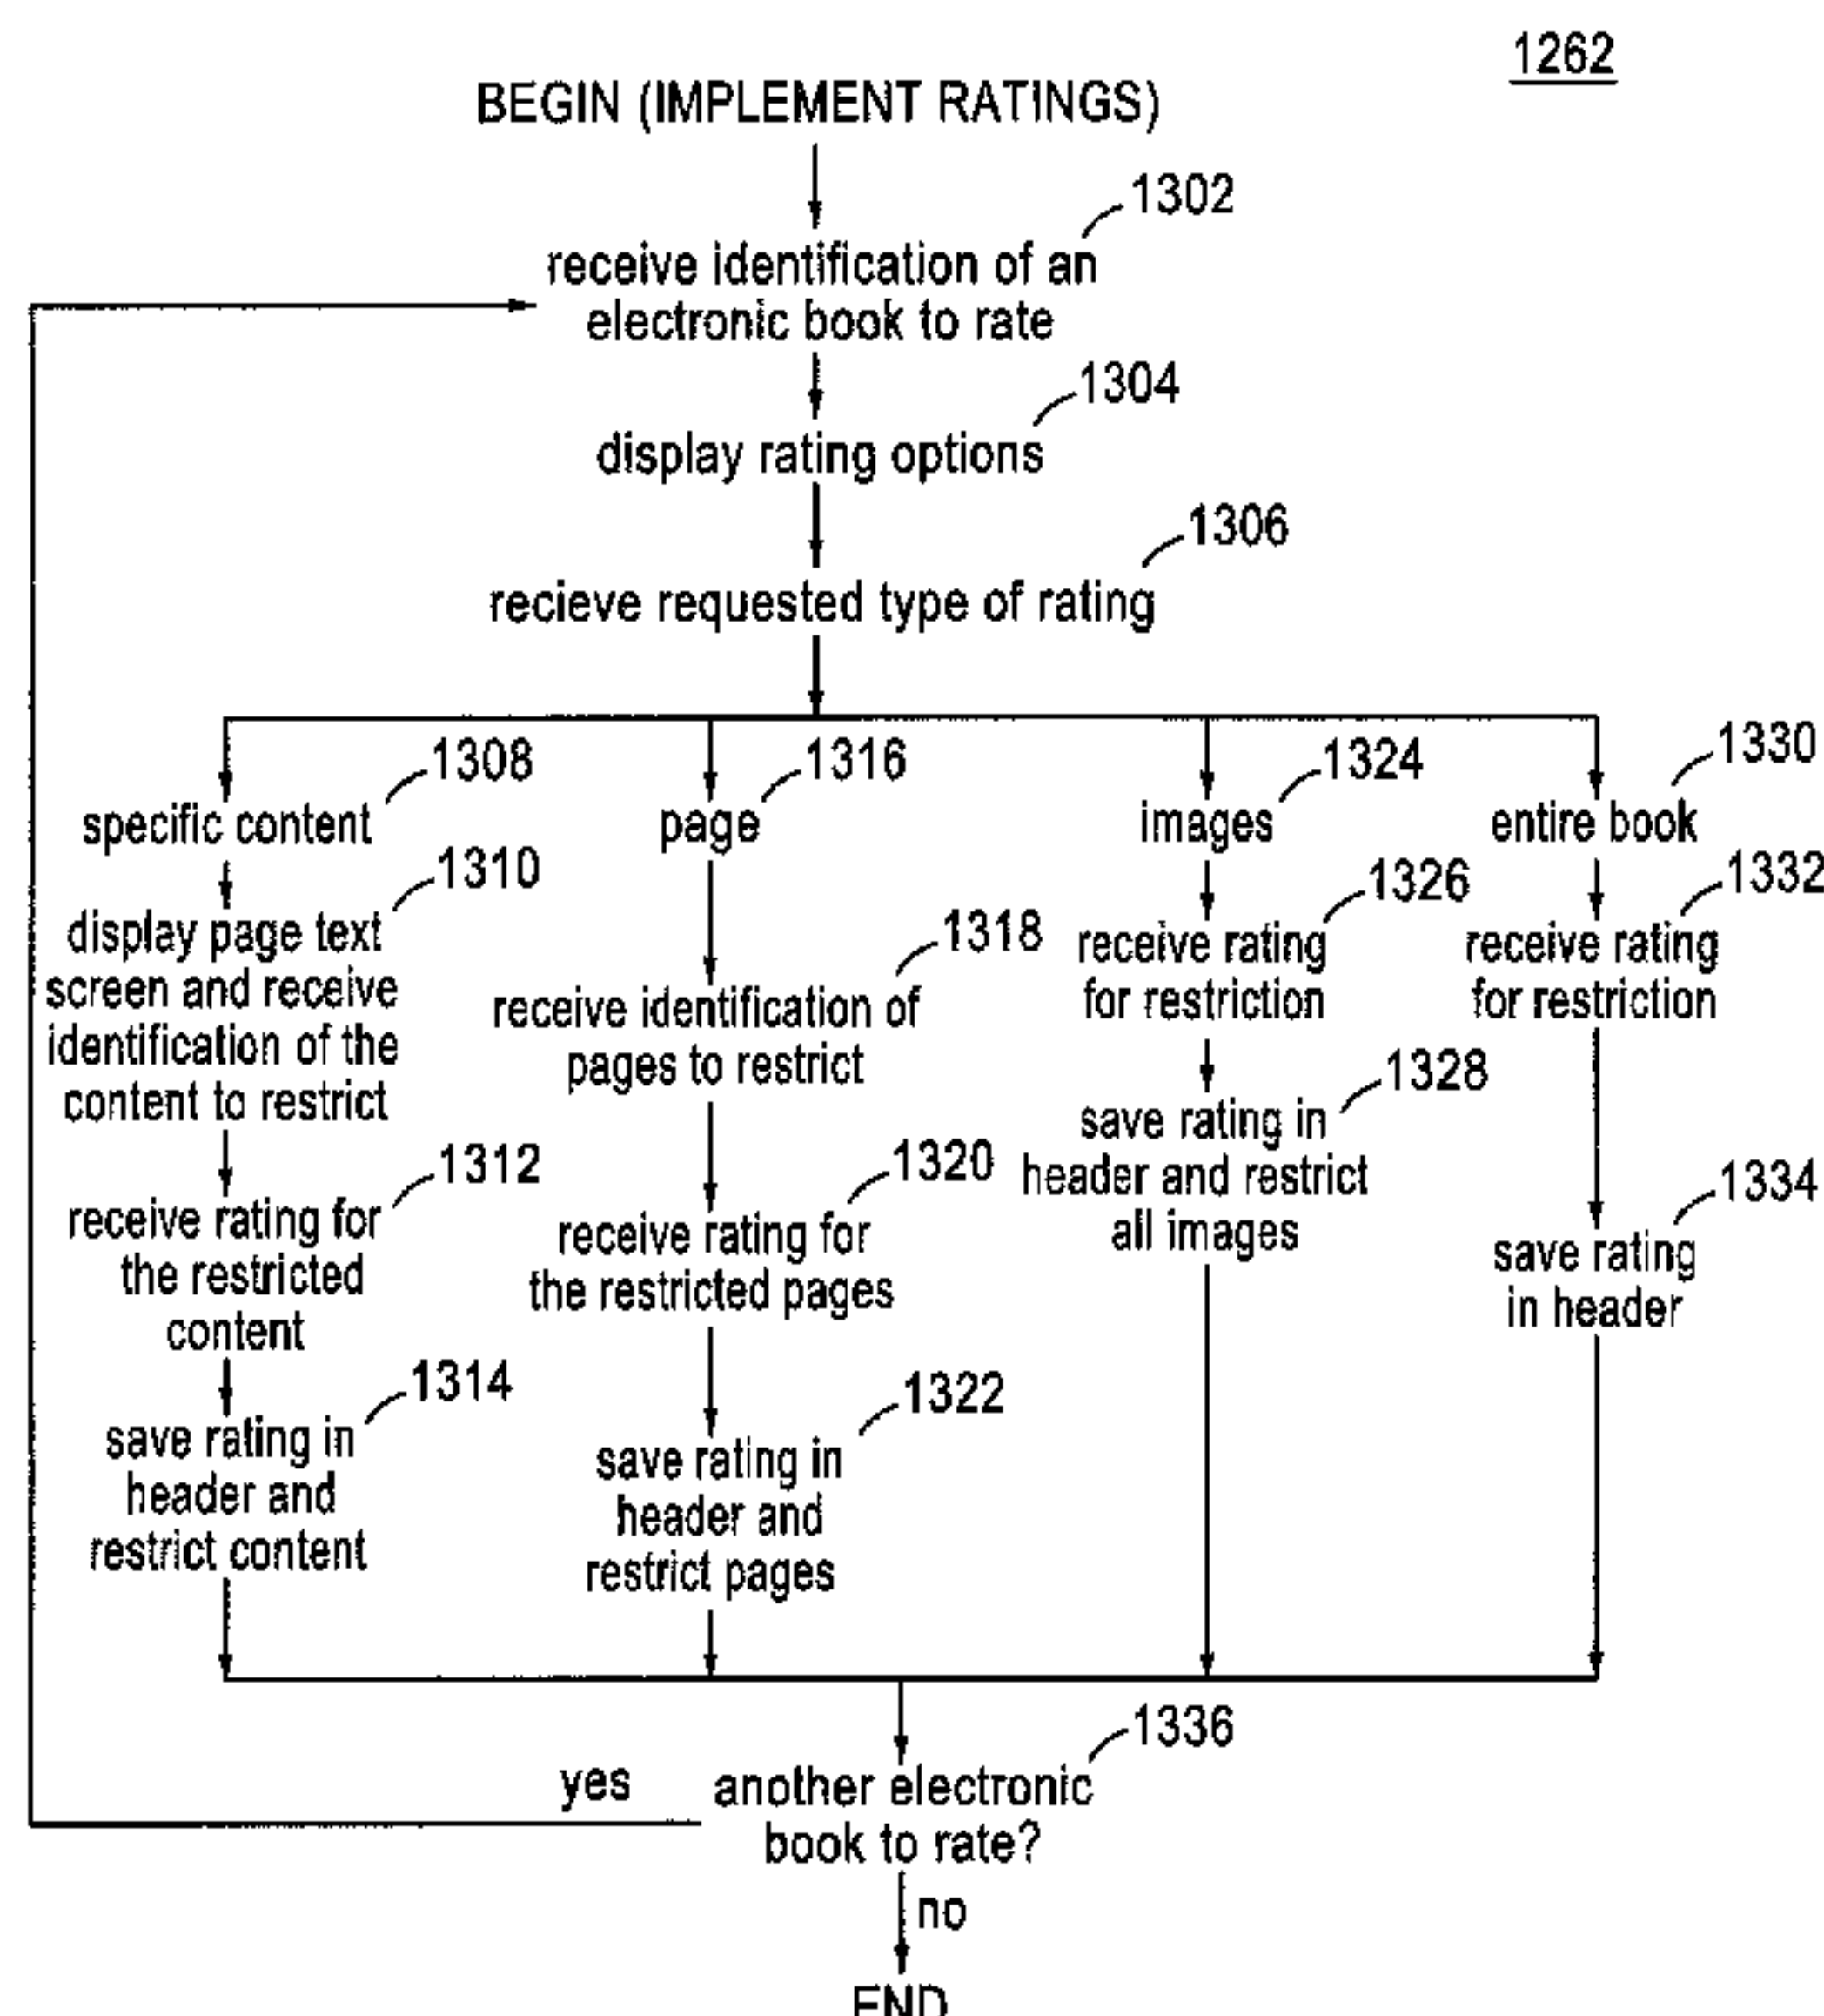 1262
BEGIN (IMPLEMENT RATINGS)
1302
receive identification of an
electronic book to rate
1304
display rating options
1306
recieve requested type of rating
1308
specific content
1310
display page text
screen and receive
identification of the
content to restrict
1312
receive rating for
the restricted
content
1314
save rating in
header and
restrict content
1316
page
1318
receive identification of
pages to restrict
1320
receive rating for
the restricted pages
1322
save rating in
header and
restrict pages
1324
images
1326
receive rating
for restriction
1328
save rating in
header and restrict
all images
1330
entire book
1332
receive rating
for restriction
1334
save rating
in header
1336
another electronic
book to rate?
yes
no
END